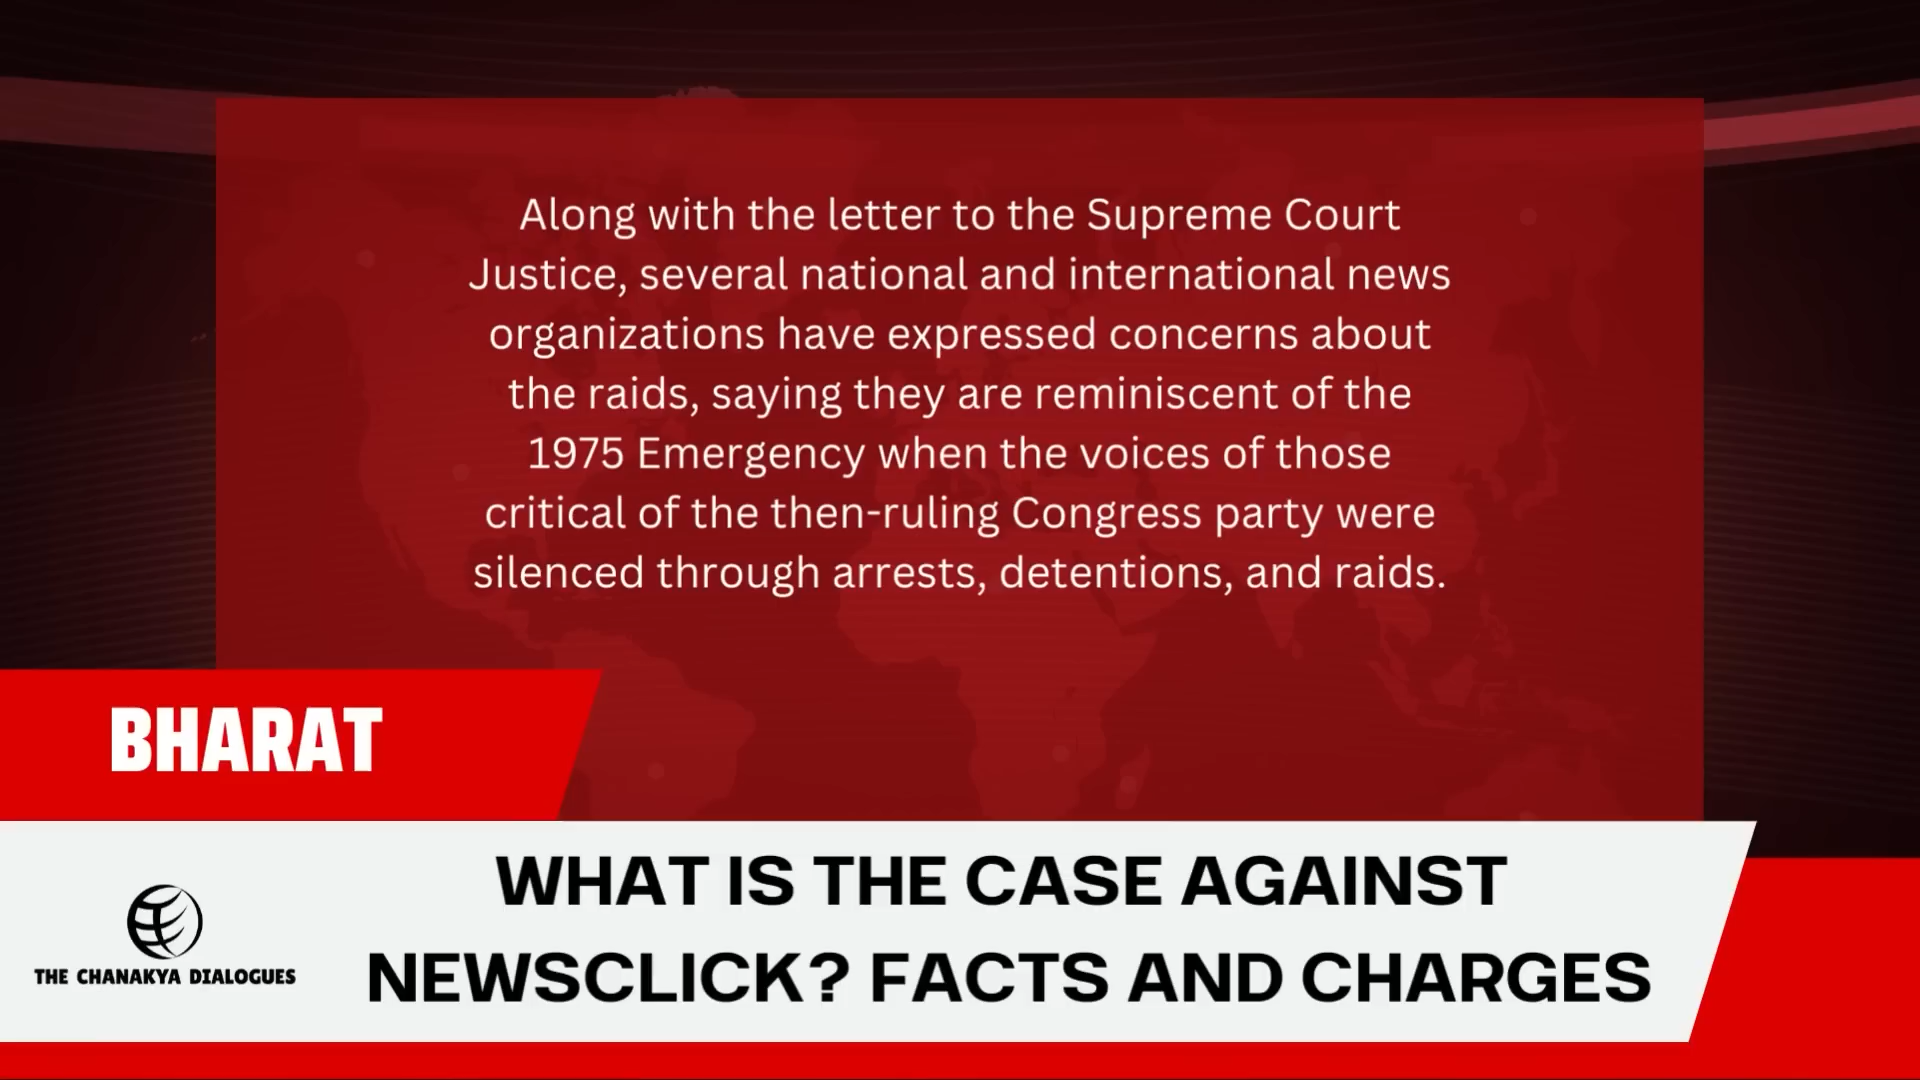 Along with the letter to the Supreme Court
Justice, several national and international news
organizations have expressed concerns about
the raids, saying they are reminiscent of the
1975 Emergency when the voices of those
critical of the then-ruling Congress party were
silenced through arrests, detentions, and raids.
BHARAT
THE CHANAKYA DIALOGUES
WHAT IS THE CASE AGAINST
NEWSCLICK? FACTS AND CHARGES